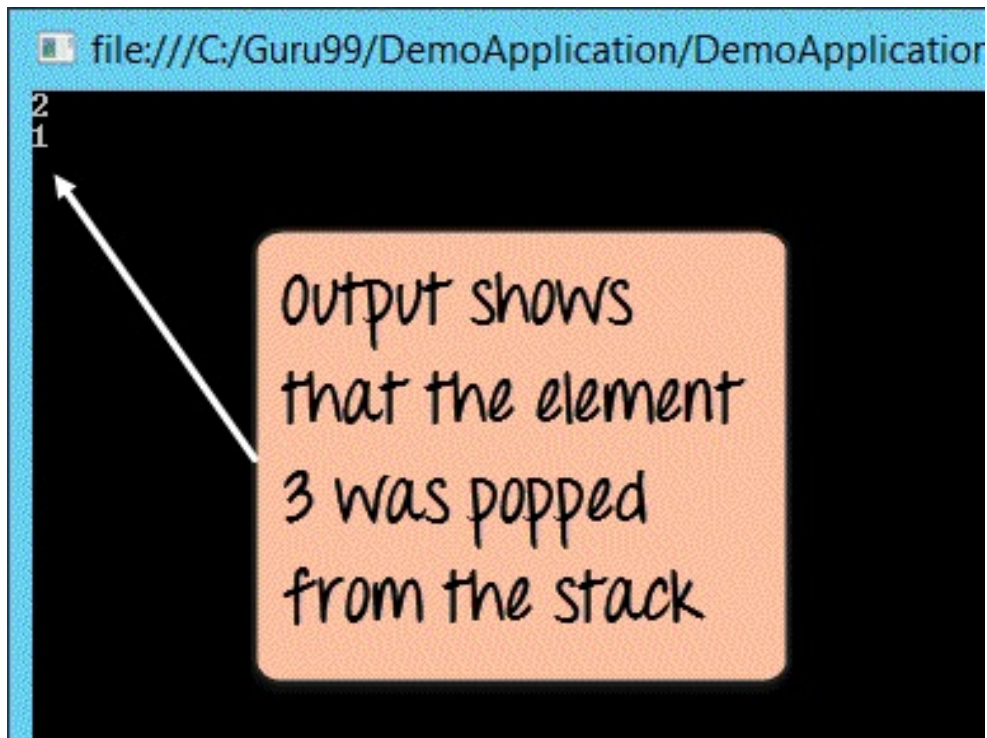 file:///C:/Guru99/DemoApplication/DemoApplication
2
1
Output shows
that the element
3 was popped
from the stack